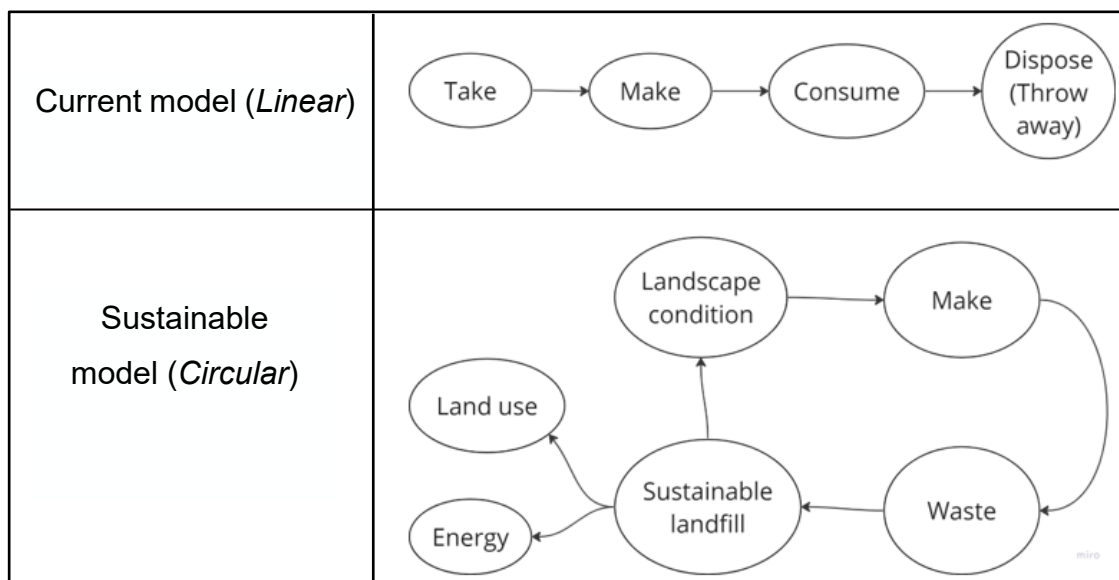 Current model (Linear)
Take
Make
Consume
Dispose
(Throw
away)
Sustainable
model (Circular)
Landscape
condition
Make
Land use
Energy
Sustainable
landfill
Waste
miro